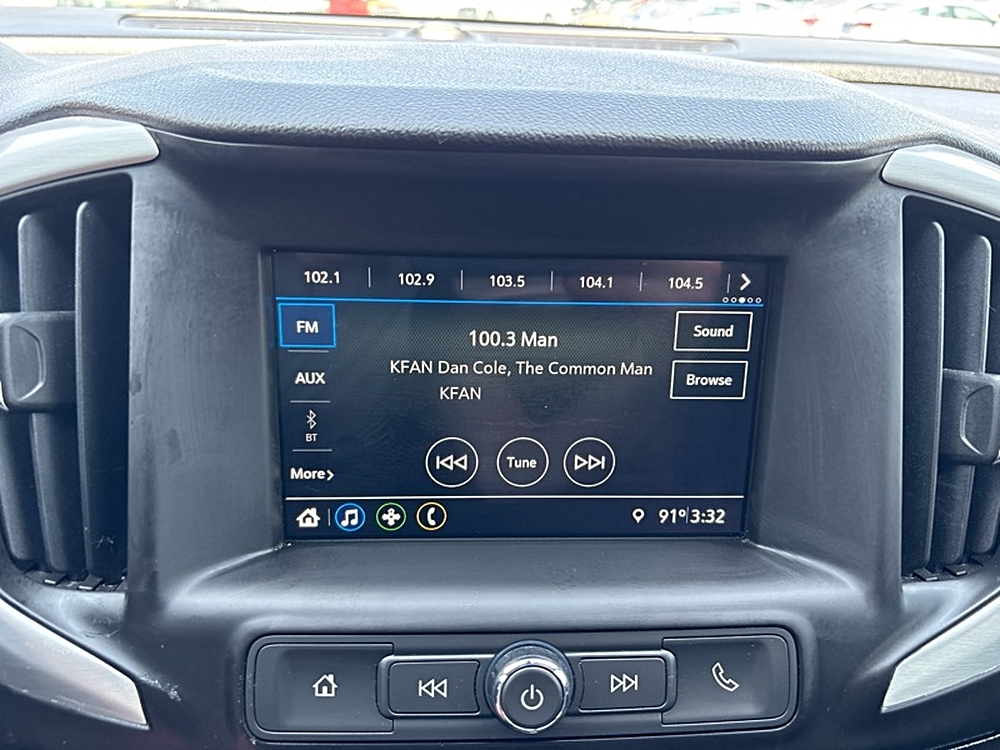 102.1 102.9 103.5 104.1 104.5
FM
Sound
100.3 Man
KFAN Dan Cole, The Common Man
AUX
Browse
KFAN
BT
Tune
More
91° 3:32